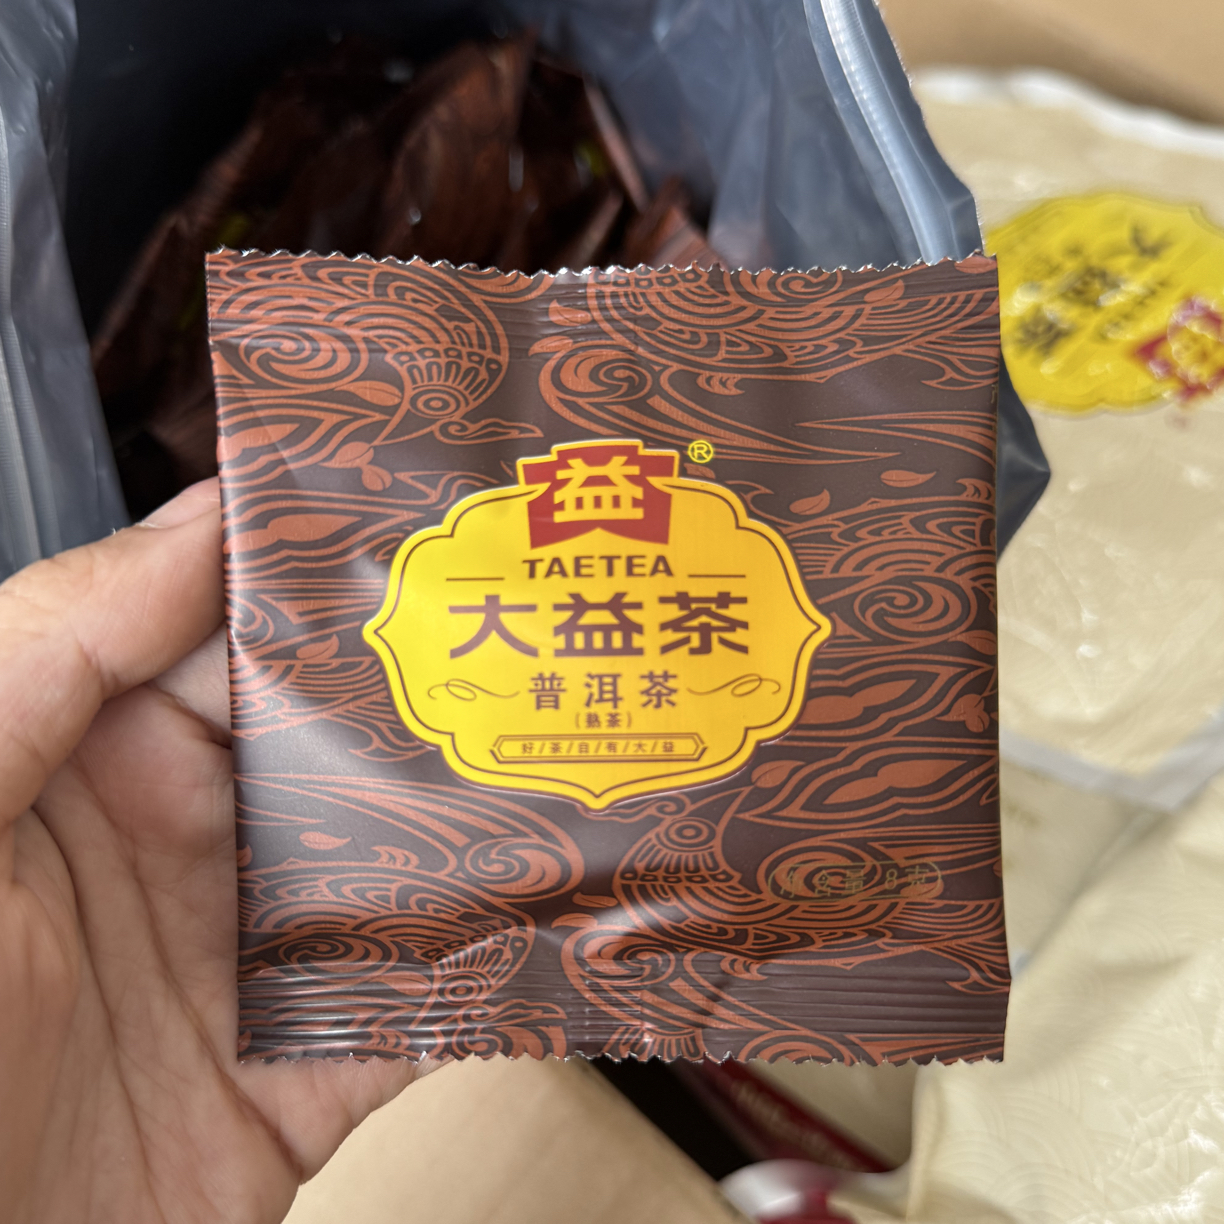 益®
TAETEA
大益茶
普洱茶
(熟茶)
好/茶/自/有/大/益
净含量 8克